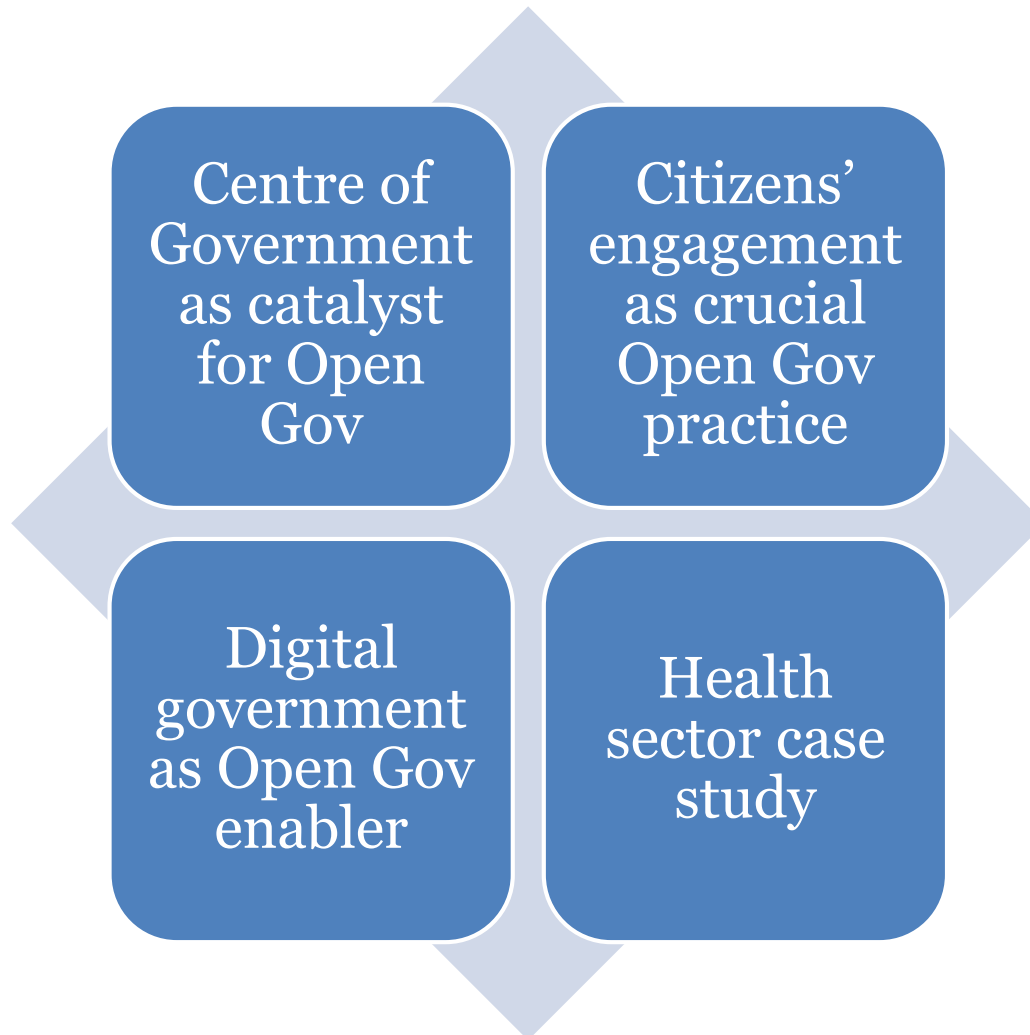 Centre of
Government
as catalyst
for Open
Gov
Citizens’
engagement
as crucial
Open Gov
practice
Digital
government
as Open Gov
enabler
Health
sector case
study